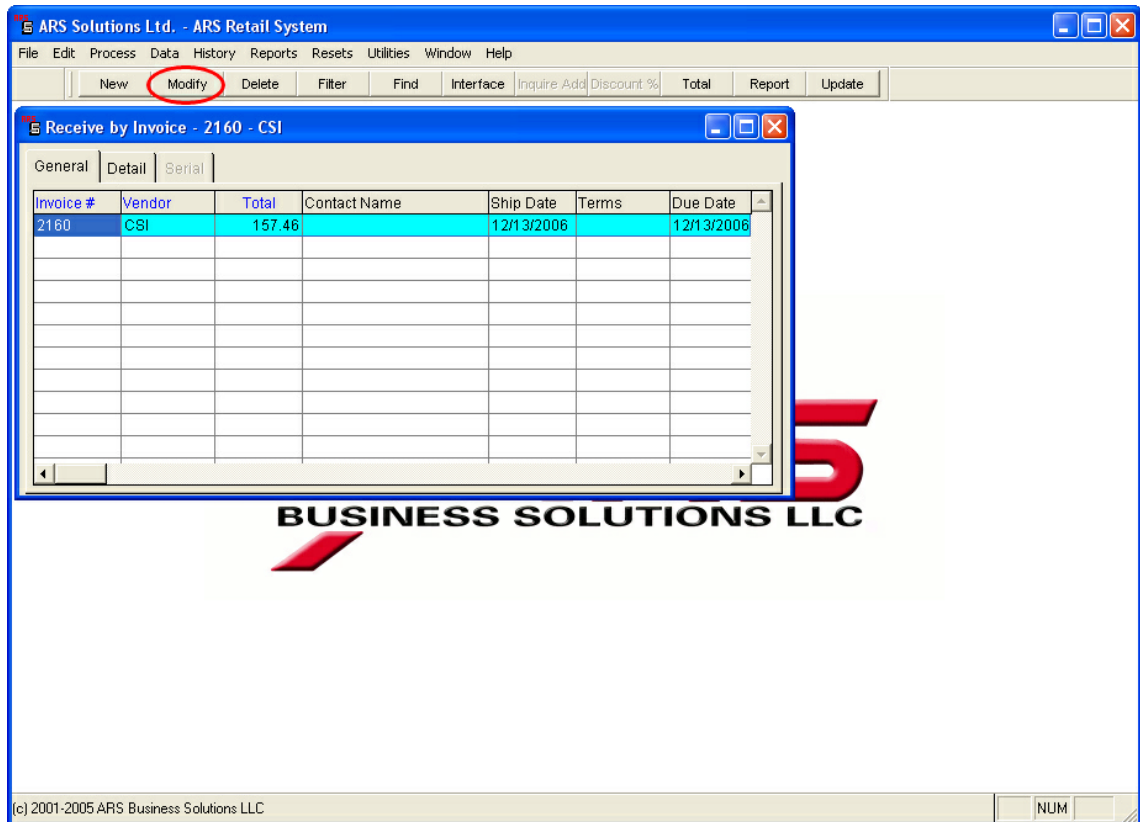 ARS Solutions Ltd. - ARS Retail System
File Edit Process Data History Reports Resets Utilities Window Help
New Modify Delete Filter Find Interface Inquire Add Discount % Total Report Update
Receive by Invoice - 2160 - CSI
General Detail Serial
Invoice # Vendor Total Contact Name Ship Date Terms Due Date
2160 CSI 157.46 12/13/2006 12/13/2006
BUSINESS SOLUTIONS LLC
(c) 2001-2005 ARS Business Solutions LLC NUM